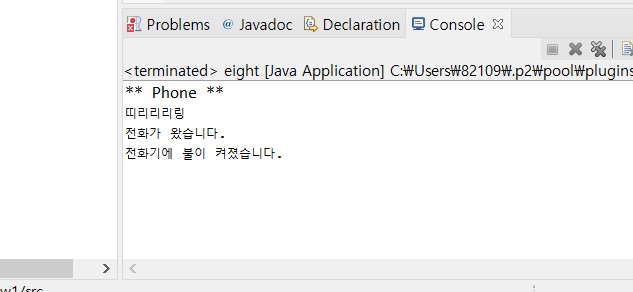 Problems @ Javadoc Declaration Console
<terminated> eight [Java Application] C:₩Users₩82109₩.p2₩pool₩plugins
** Phone **
띠리리리링
전화가 왔습니다.
전화기에 불이 켜졌습니다.
w1/src